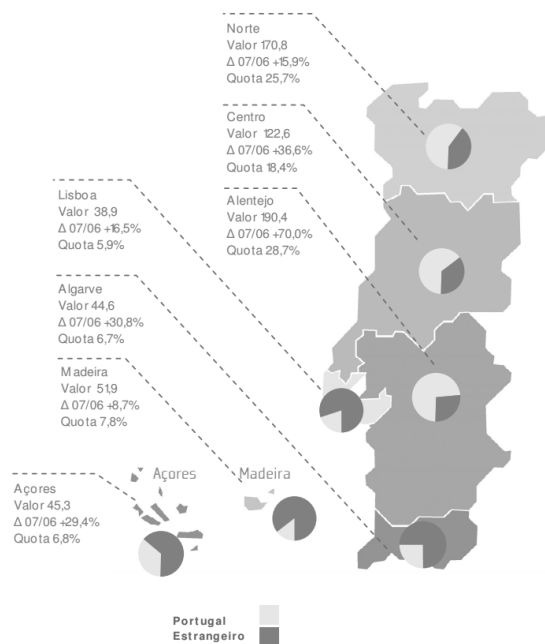 Norte
Valor 170,8
Δ 07/06 +15,9%
Quota 25,7%
Centro
Valor 122,6
Δ 07/06 +36,6%
Quota 18,4%
Lisboa
Valor 38,9
Δ 07/06 +16,5%
Quota 5,9%
Alentejo
Valor 190,4
Δ 07/06 +70,0%
Quota 28,7%
Algarve
Valor 44,6
Δ 07/06 +30,8%
Quota 6,7%
Madeira
Valor 51,9
Δ 07/06 +8,7%
Quota 7,8%
Açores
Madeira
Açores
Valor 45,3
Δ 07/06 +29,4%
Quota 6,8%
Portugal
Estrangeiro